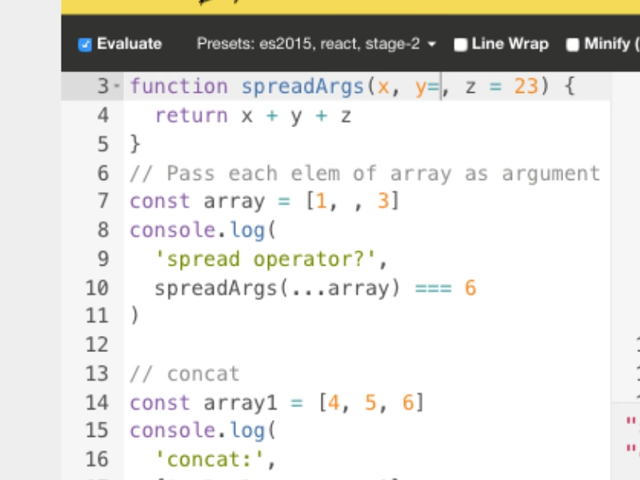 Evaluate Presets: es2015, react, stage-2 Line Wrap Minify (
3 function spreadArgs(x, y=, z = 23) {
4 return x + y + z
5 }
6 // Pass each elem of array as argument
7 const array = [1, , 3]
8 console.log(
9 'spread operator?',
10 spreadArgs(...array) === 6
11 )
12
13 // concat
14 const array1 = [4, 5, 6]
15 console.log(
16 'concat:',